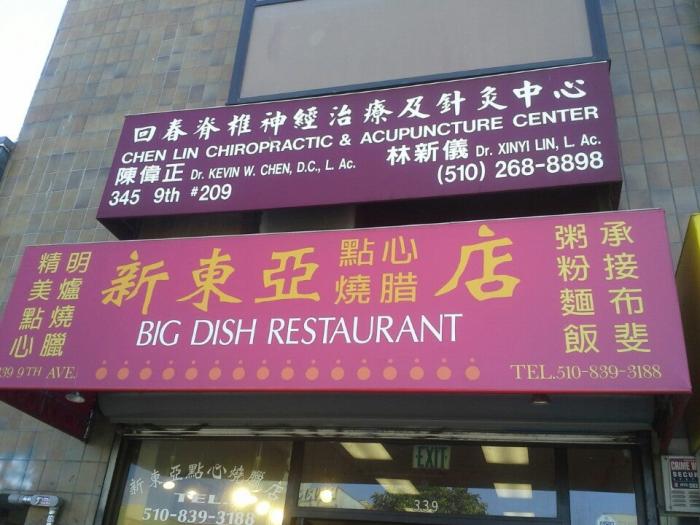 回春脊椎神經治療及針灸中心
CHEN LIN CHIROPRACTIC & ACUPUNCTURE CENTER
陳偉正 Dr. KEVIN W. CHEN, D.C., L. Ac.
林新儀 Dr. XINYI LIN, L. Ac.
345 9th #209
(510) 268-8898
明爐燒臘
精美點心
新東亞
點心
燒腊
店
承接布斐
粥粉麵飯
BIG DISH RESTAURANT
339 9TH AVE.
TEL.510-839-3188
EXIT
新東亞點心燒臘店
TEL.
510-839-3188
339
CRIME W
SECUR